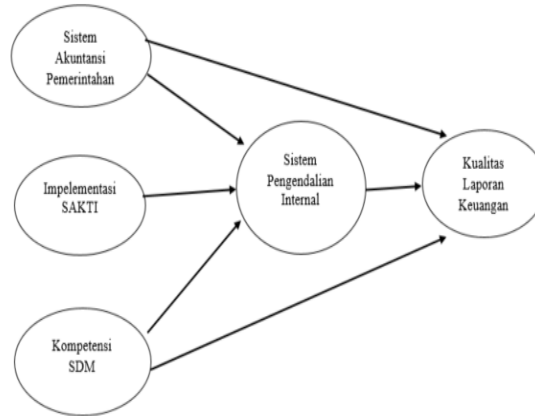 Sistem
Akuntansi
Pemerintahan
Impelementasi
SAKTI
Kompetensi
SDM
Sistem
Pengendalian
Internal
Kualitas
Laporan
Keuangan